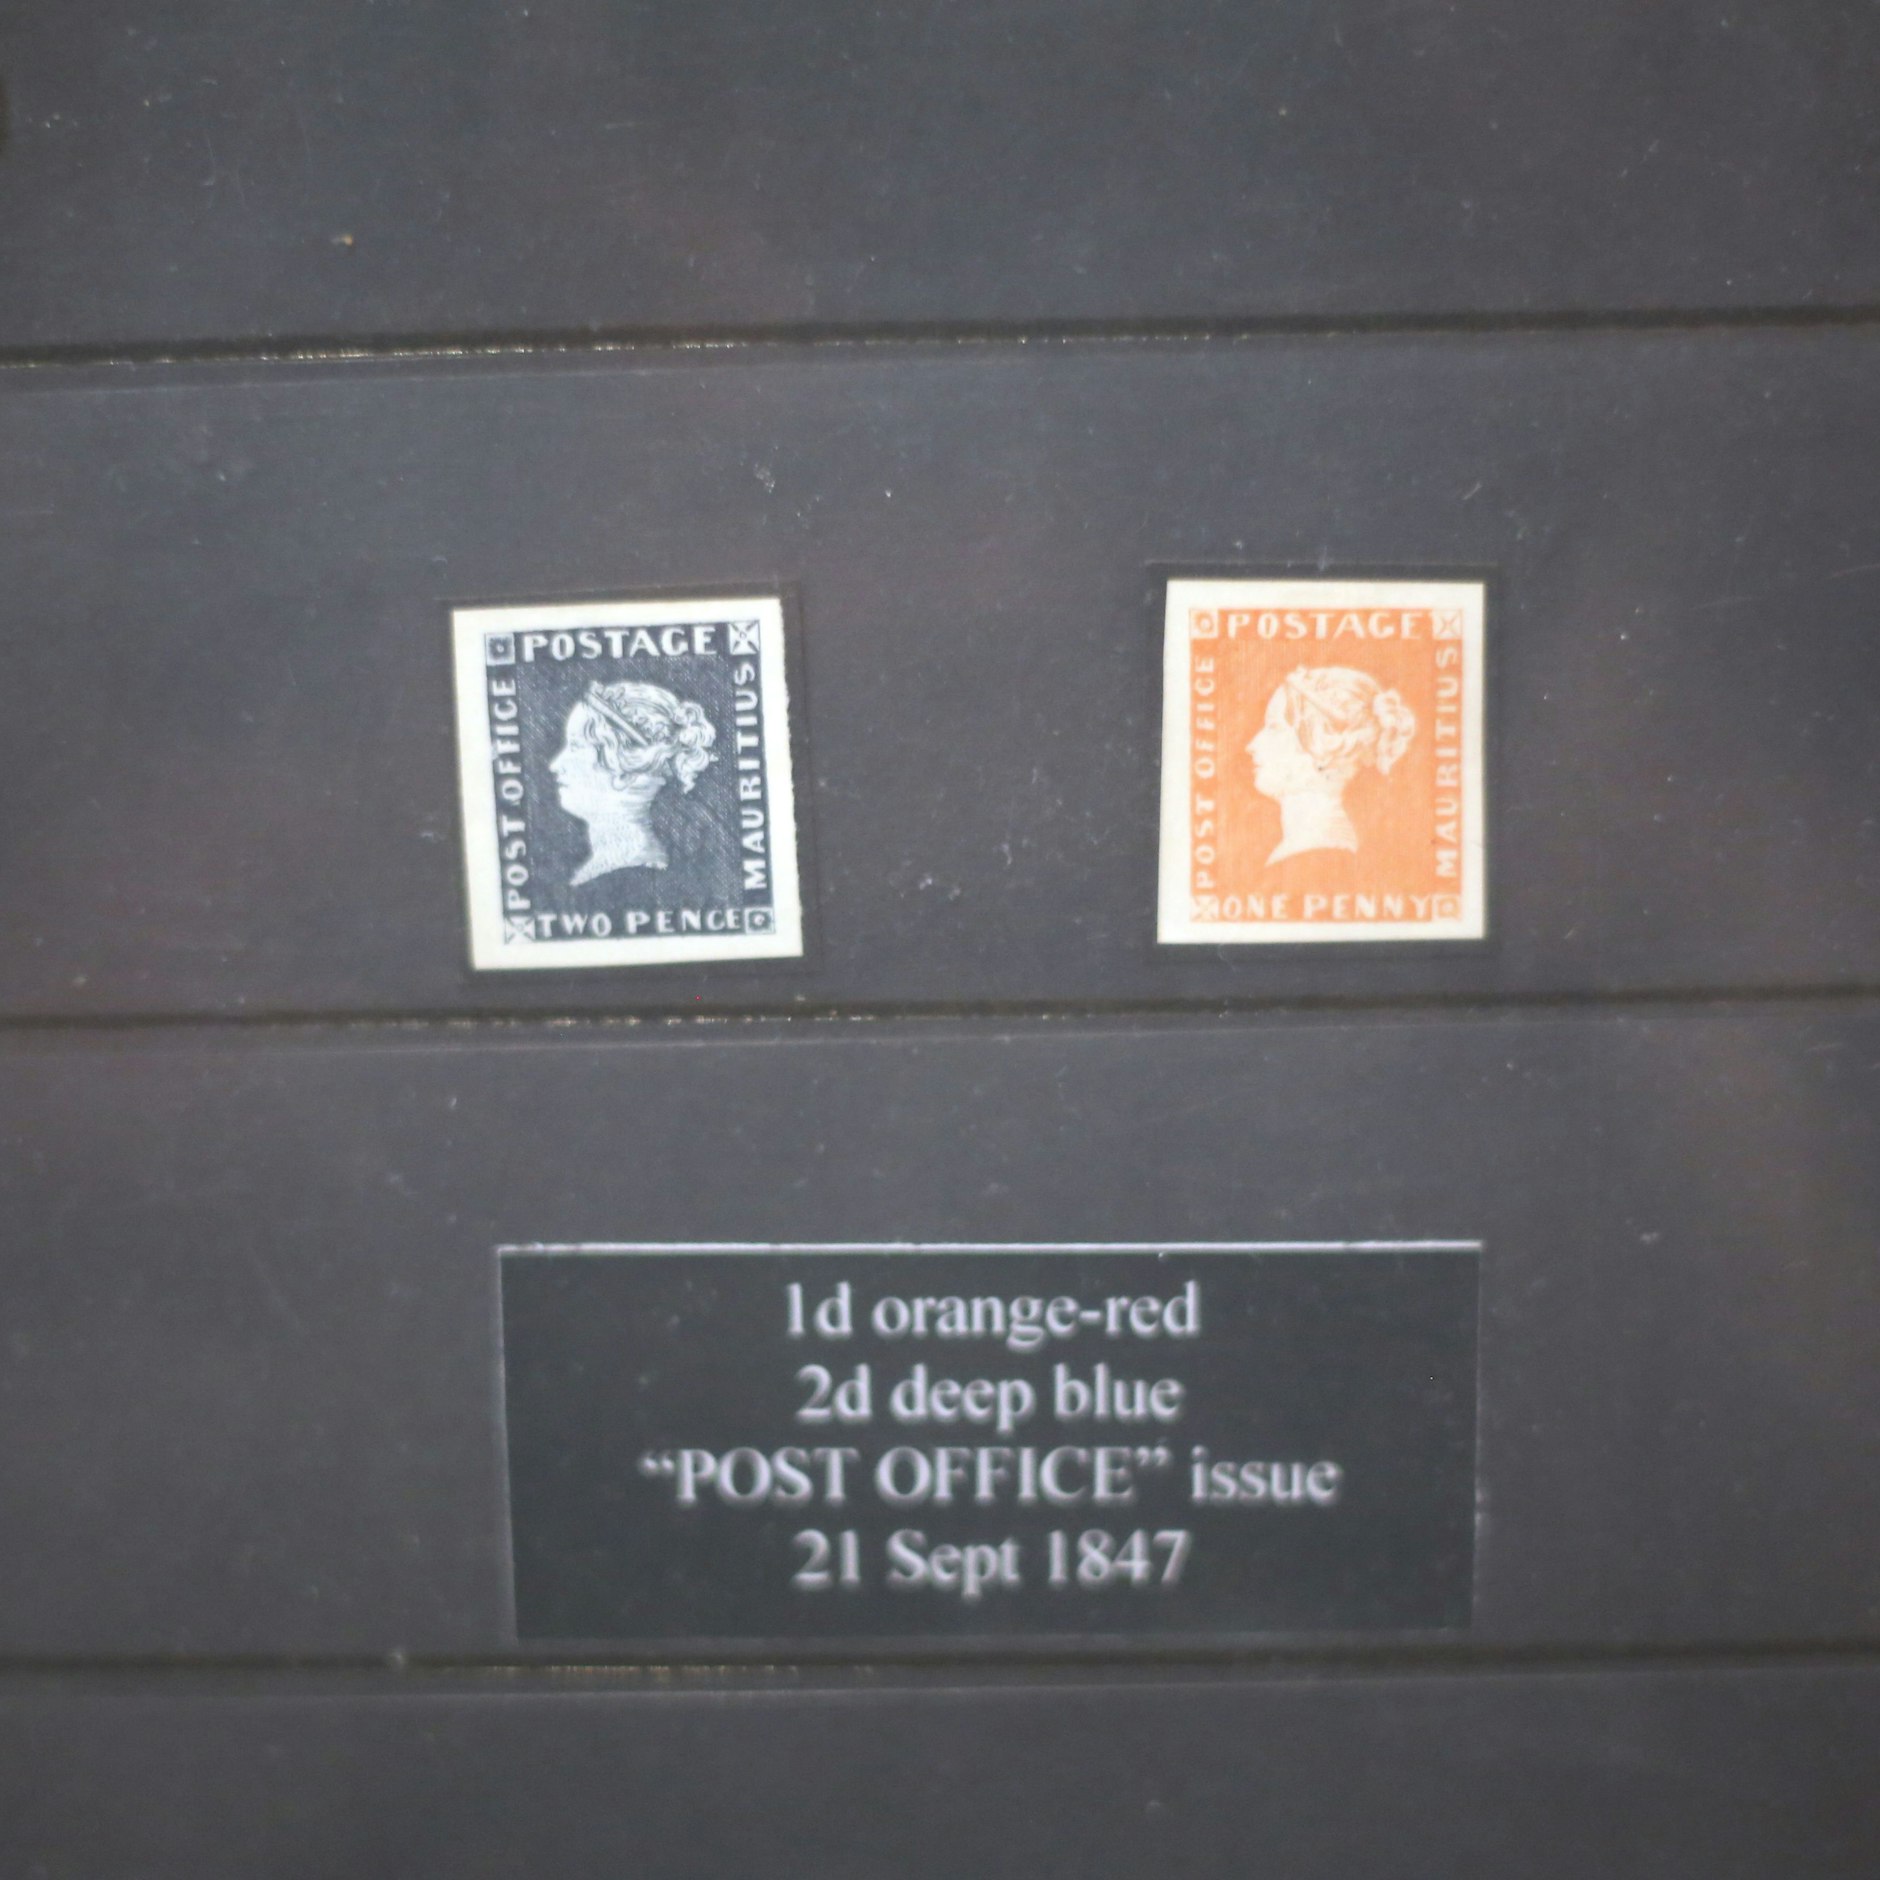 POSTAGE
POST OFFICE
MAURITIUS
TWO PENCE
POSTAGE
POST OFFICE
MAURITIUS
ONE PENNY
1d orange-red
2d deep blue
“POST OFFICE” issue
21 Sept 1847